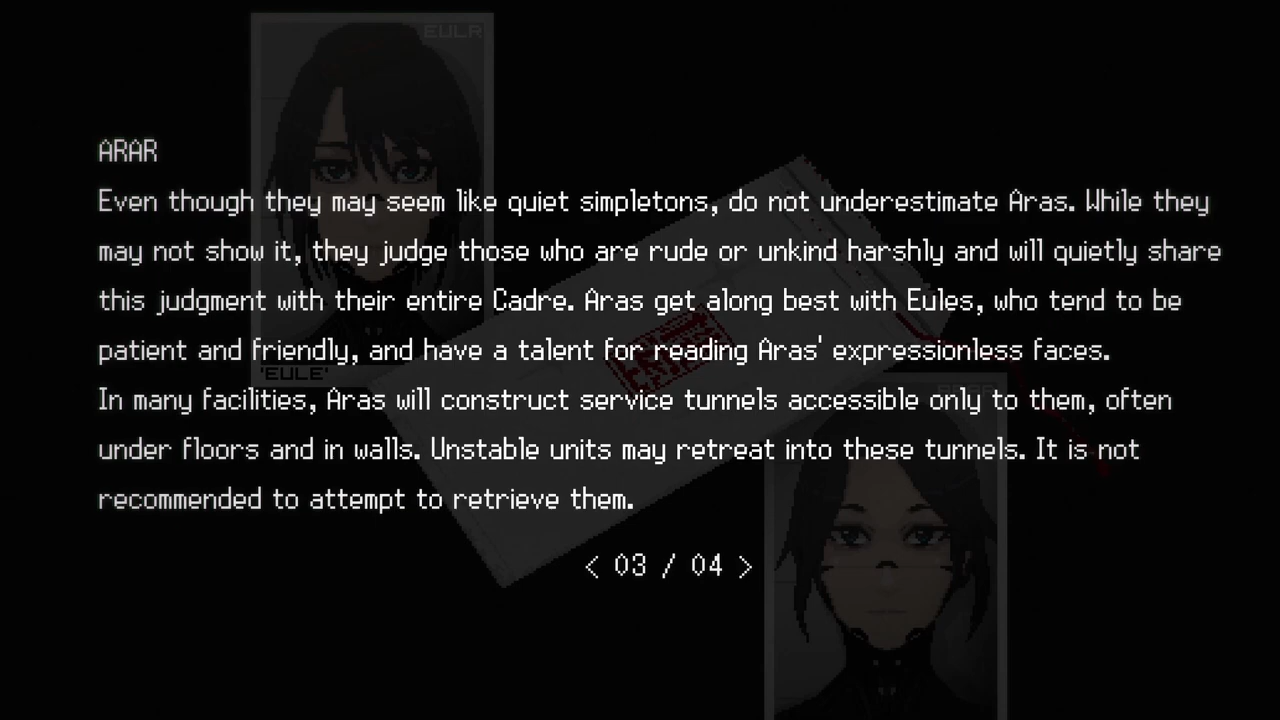 EULR
ARAR
Even though they may seem like quiet simpletons, do not underestimate Aras. While they
may not show it, they judge those who are rude or unkind harshly and will quietly share
this judgment with their entire Cadre. Aras get along best with Eules, who tend to be
patient and friendly, and have a talent for reading Aras' expressionless faces.
'EULE'
In many facilities, Aras will construct service tunnels accessible only to them, often
under floors and in walls. Unstable units may retreat into these tunnels. It is not
recommended to attempt to retrieve them.
< 03 / 04 >